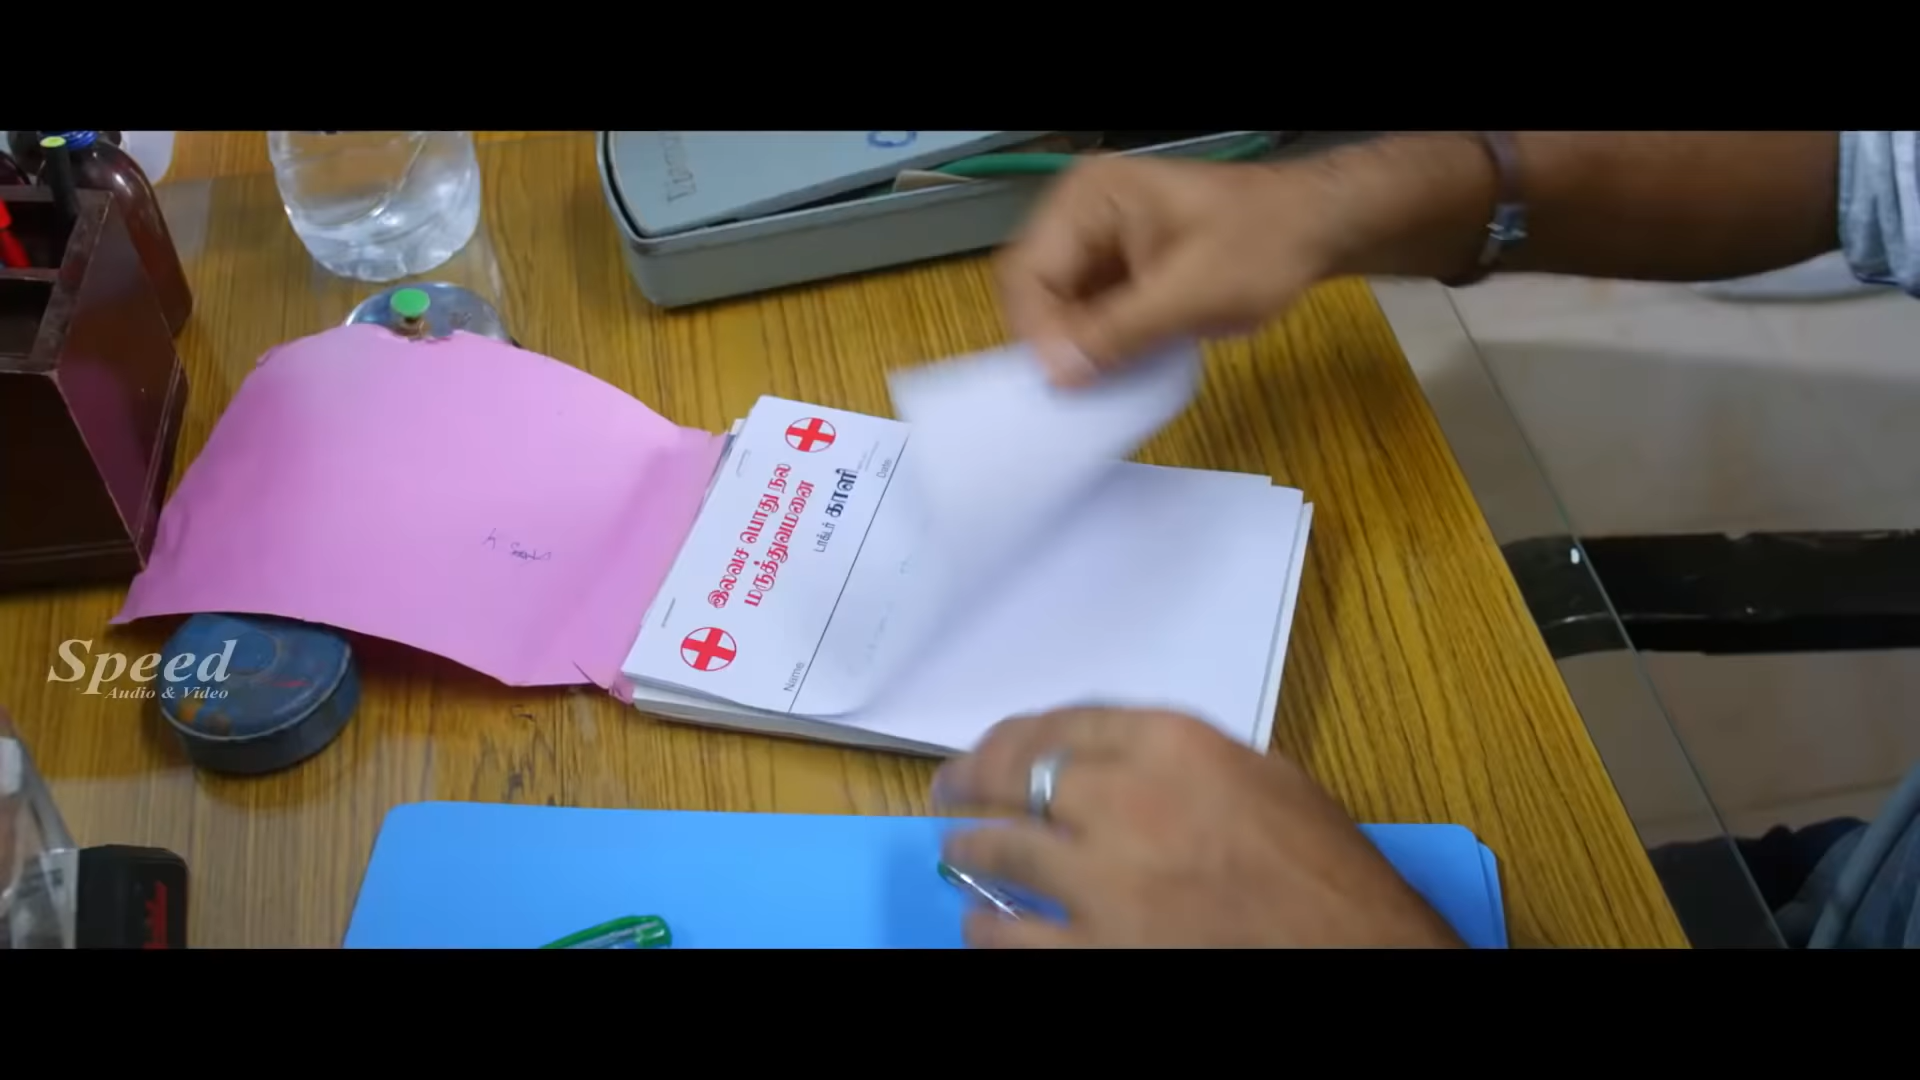 இலவச பொது நல
மருத்துவமனை
டாக்டர் காளி
Name
Date
Speed
Audio & Video